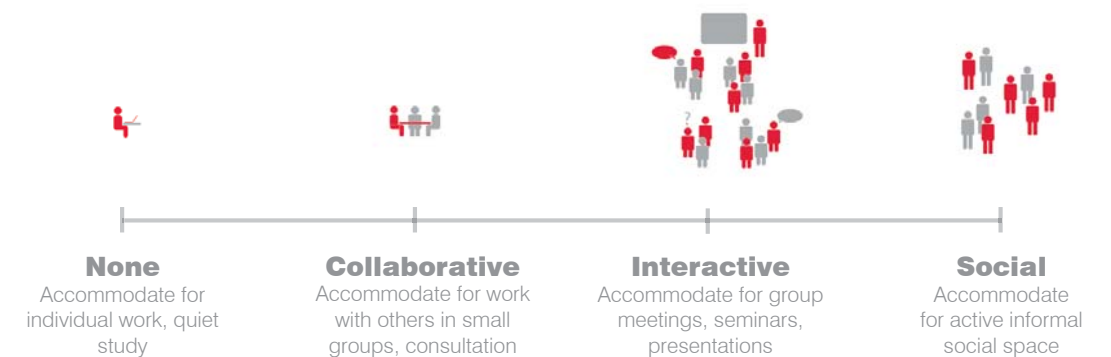 ?
None
Accommodate for
individual work, quiet
study
Collaborative
Accommodate for work
with others in small
groups, consultation
Interactive
Accommodate for group
meetings, seminars,
presentations
Social
Accommodate
for active informal
social space